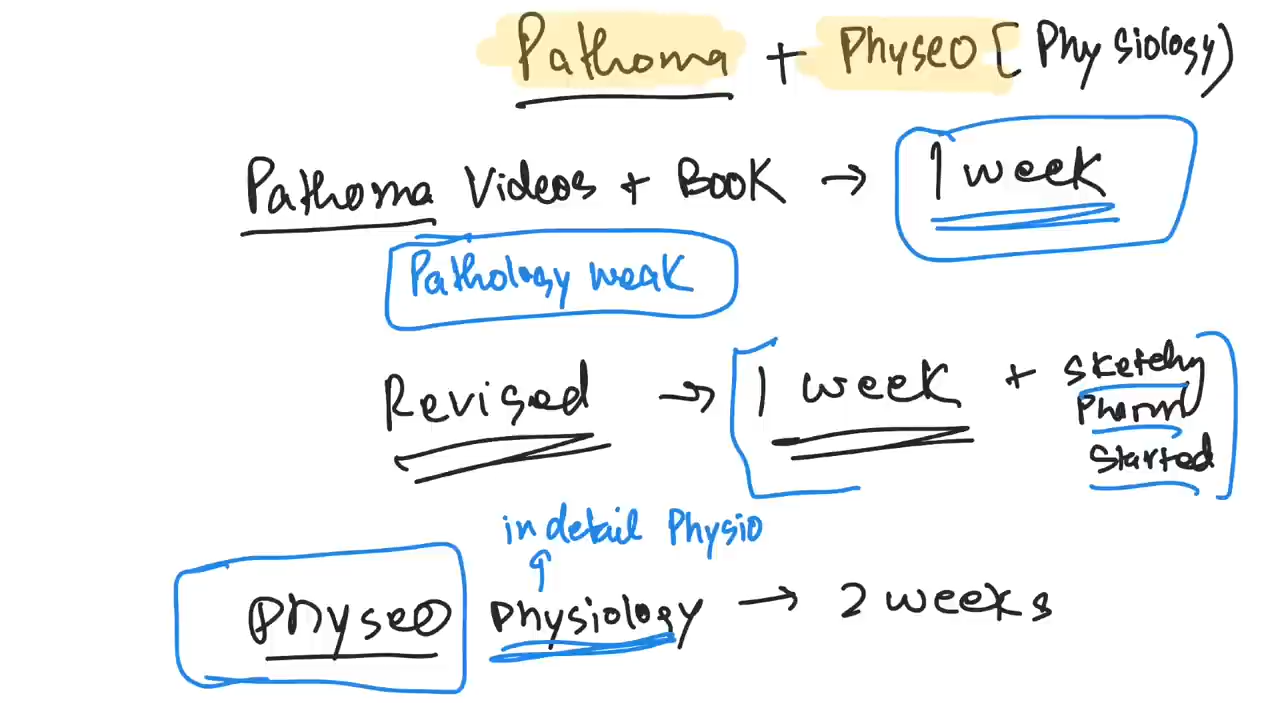 Pathoma + Physeo [Physiology)
Pathoma Videos + Book → 1 week
Pathology weak
Revised → 1 week + Sketchy
Pharm
Started
in detail Physio
↑
Physeo Physiology → 2 weeks